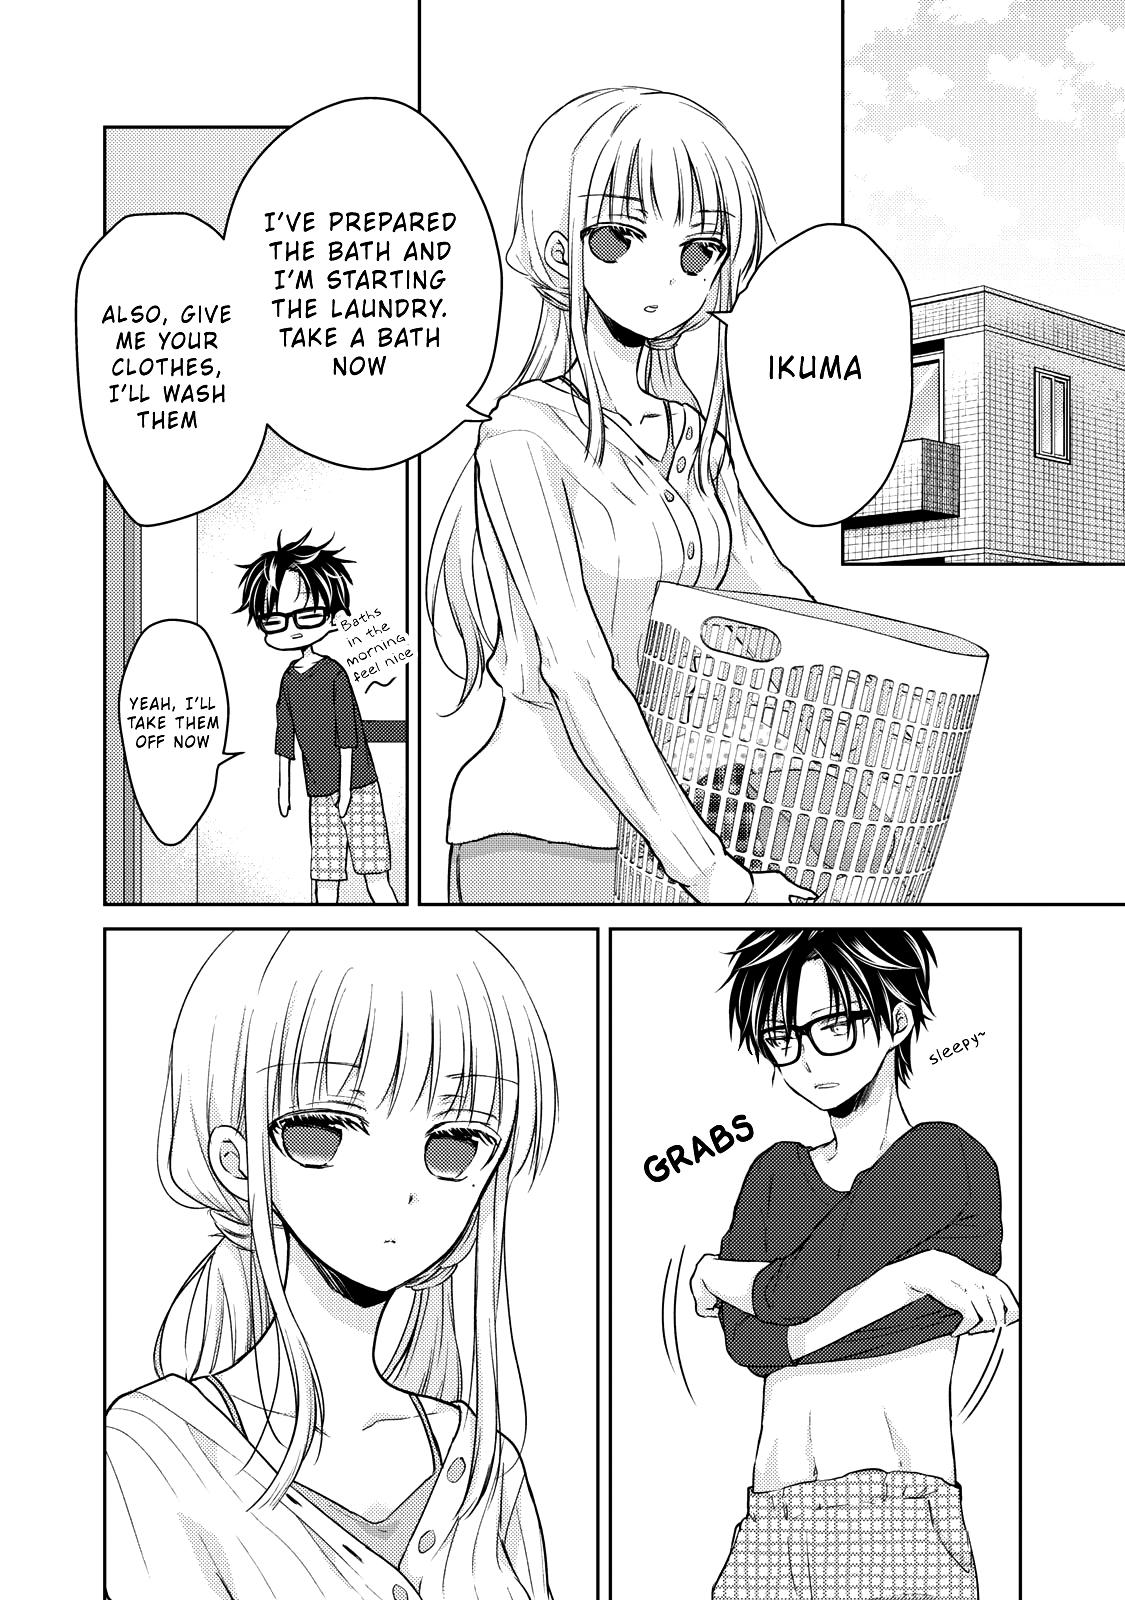 IKUMA
I'VE PREPARED
THE BATH AND
I'M STARTING
THE LAUNDRY.
TAKE A BATH
NOW
ALSO, GIVE
ME YOUR
CLOTHES,
I'LL WASH
THEM
Baths
in the
morning
feel nice
YEAH, I'LL
TAKE THEM
OFF NOW
sleepy~
GRABS